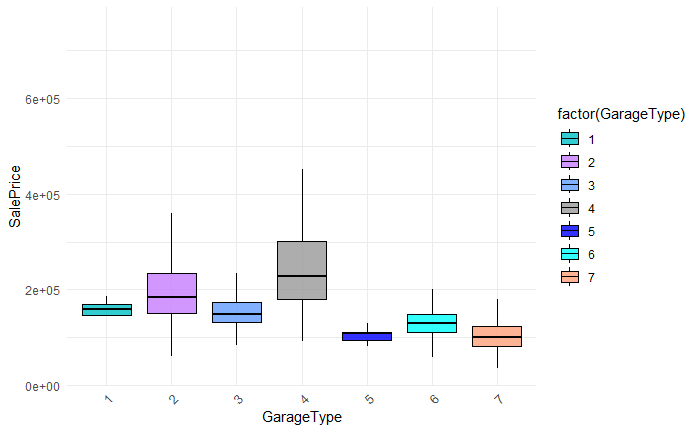 SalePrice
6e+05
4e+05
2e+05
0e+00
1 2 3 4 5 6 7
GarageType
factor(GarageType)
1
2
3
4
5
6
7